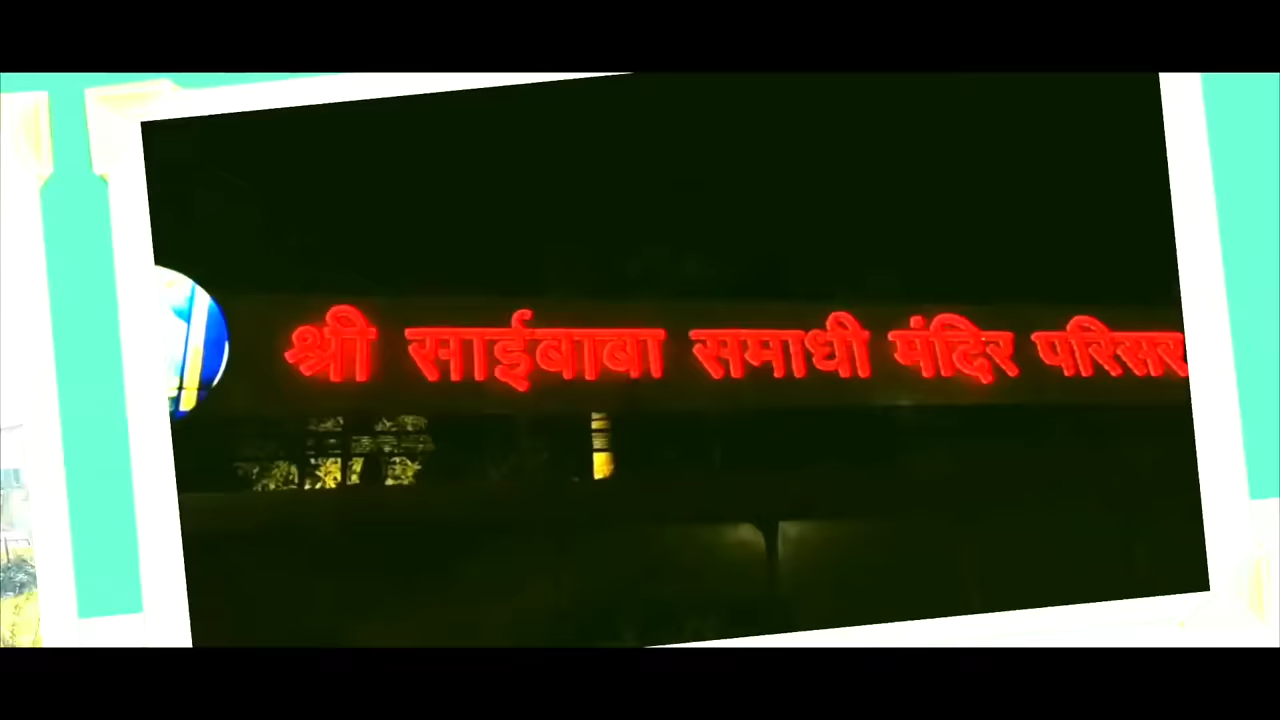 श्री साईबाबा समाधी मंदिर परिसर